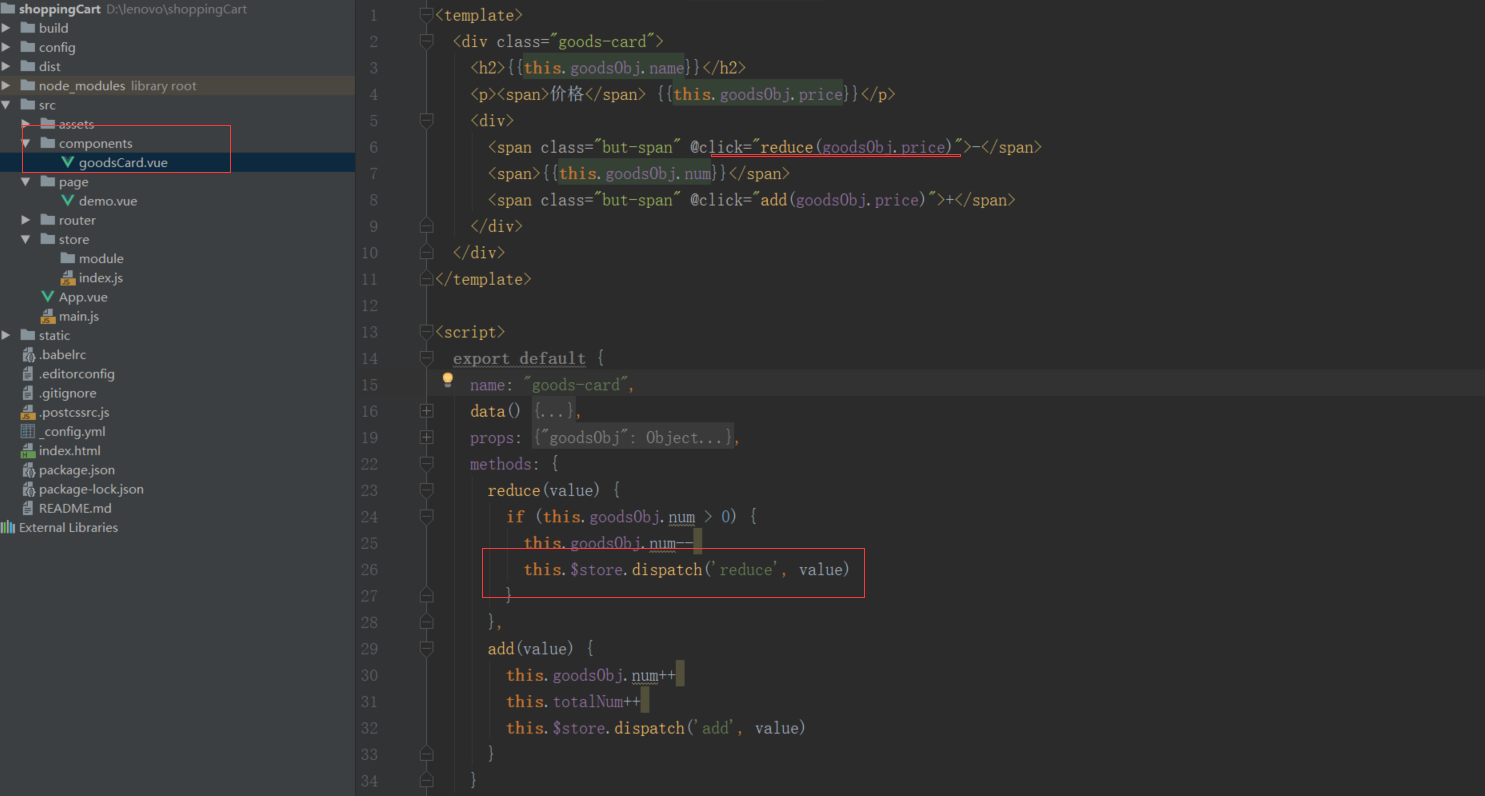 shoppingCart D:\lenovo\shoppingCart
build
config
dist
node_modules library root
src
assets
components
goodsCard.vue
page
demo.vue
router
store
module
index.js
App.vue
main.js
static
.babelrc
.editorconfig
.gitignore
.postcssrc.js
_config.yml
index.html
package.json
package-lock.json
README.md
External Libraries
1 <template>
2 <div class="goods-card">
3 <h2>{{this.goodsObj.name}}</h2>
4 <p><span>价格</span> {{this.goodsObj.price}}</p>
5 <div>
6 <span class="but-span" @click="reduce(goodsObj.price)">-</span>
7 <span>{{this.goodsObj.num}}</span>
8 <span class="but-span" @click="add(goodsObj.price)">+</span>
9 </div>
10 </div>
11 </template>
12
13 <script>
14 export default {
15 name: "goods-card",
16 data() {...},
19 props: {"goodsObj": Object...},
22 methods: {
23 reduce(value) {
24 if (this.goodsObj.num > 0) {
25 this.goodsObj.num--
26 this.$store.dispatch('reduce', value)
27 }
28 },
29 add(value) {
30 this.goodsObj.num++
31 this.totalNum++
32 this.$store.dispatch('add', value)
33 }
34 }